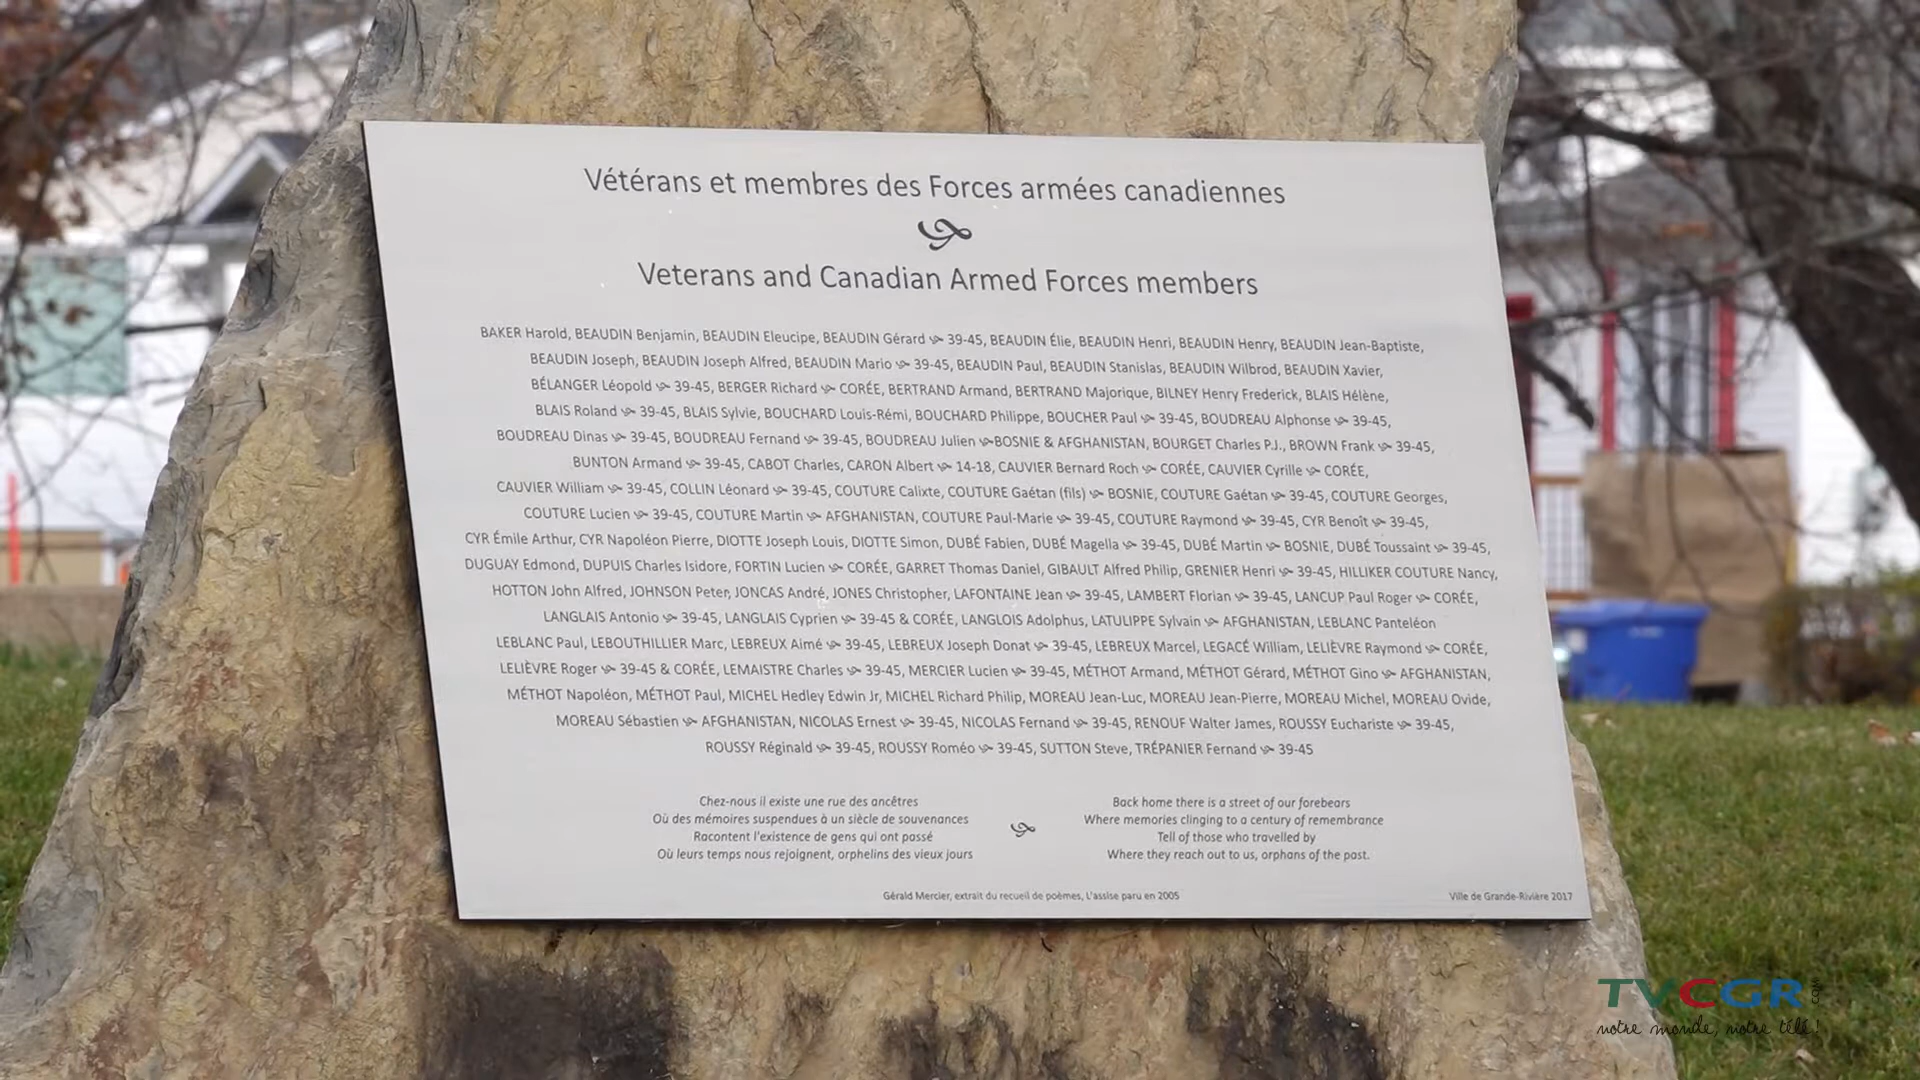 Vétérans et membres des Forces armées canadiennes
Veterans and Canadian Armed Forces members
BAKER Harold, BEAUDIN Benjamin, BEAUDIN Eleucipe, BEAUDIN Gérard 39-45, BEAUDIN Élie, BEAUDIN Henri, BEAUDIN Henry, BEAUDIN Jean-Baptiste,
BEAUDIN Joseph, BEAUDIN Joseph Alfred, BEAUDIN Mario 39-45, BEAUDIN Paul, BEAUDIN Stanislas, BEAUDIN Wilbrod, BEAUDIN Xavier,
BÉLANGER Léopold 39-45, BERGER Richard CORÉE, BERTRAND Armand, BERTRAND Majorique, BILNEY Henry Frederick, BLAIS Hélène,
BLAIS Roland 39-45, BLAIS Sylvie, BOUCHARD Louis-Rémi, BOUCHARD Philippe, BOUCHER Paul 39-45, BOUDREAU Alphonse 39-45,
BOUDREAU Dinas 39-45, BOUDREAU Fernand 39-45, BOUDREAU Julien BOSNIE & AFGHANISTAN, BOURGET Charles P.J., BROWN Frank 39-45,
BUNTON Armand 39-45, CABOT Charles, CARON Albert 14-18, CAUVIER Bernard Roch CORÉE, CAUVIER Cyrille CORÉE,
CAUVIER William 39-45, COLLIN Léonard 39-45, COUTURE Calixte, COUTURE Gaétan (fils) BOSNIE, COUTURE Gaétan 39-45, COUTURE Georges,
COUTURE Lucien 39-45, COUTURE Martin AFGHANISTAN, COUTURE Paul-Marie 39-45, COUTURE Raymond 39-45, CYR Benoît 39-45,
CYR Émile Arthur, CYR Napoléon Pierre, DIOTTE Joseph Louis, DIOTTE Simon, DUBÉ Fabien, DUBÉ Magella 39-45, DUBÉ Martin BOSNIE, DUBÉ Toussaint 39-45,
DUGUAY Edmond, DUPUIS Charles Isidore, FORTIN Lucien CORÉE, GARRET Thomas Daniel, GIBAULT Alfred Philip, GRENIER Henri 39-45, HILLIKER COUTURE Nancy,
HOTTON John Alfred, JOHNSON Peter, JONCAS André, JONES Christopher, LAFONTAINE Jean 39-45, LAMBERT Florian 39-45, LANCUP Paul Roger CORÉE,
LANGLAIS Antonio 39-45, LANGLAIS Cyprien 39-45 & CORÉE, LANGLOIS Adolphus, LATULIPPE Sylvain AFGHANISTAN, LEBLANC Panteléon
LEBLANC Paul, LEBOUTHILLIER Marc, LEBREUX Aimé 39-45, LEBREUX Joseph Donat 39-45, LEBREUX Marcel, LEGACÉ William, LELIÈVRE Raymond CORÉE,
LELIÈVRE Roger 39-45 & CORÉE, LEMAISTRE Charles 39-45, MERCIER Lucien 39-45, MÉTHOT Armand, MÉTHOT Gérard, MÉTHOT Gino AFGHANISTAN,
MÉTHOT Napoléon, MÉTHOT Paul, MICHEL Hedley Edwin Jr, MICHEL Richard Philip, MOREAU Jean-Luc, MOREAU Jean-Pierre, MOREAU Michel, MOREAU Ovide,
MOREAU Sébastien AFGHANISTAN, NICOLAS Ernest 39-45, NICOLAS Fernand 39-45, RENOUF Walter James, ROUSSY Euchariste 39-45,
ROUSSY Réginald 39-45, ROUSSY Roméo 39-45, SUTTON Steve, TRÉPANIER Fernand 39-45
Chez-nous il existe une rue des ancêtres
Où des mémoires suspendues à un siècle de souvenances
Racontent l'existence de gens qui ont passé
Où leurs temps nous rejoignent, orphelins des vieux jours
Back home there is a street of our forebears
Where memories clinging to a century of remembrance
Tell of those who travelled by
Where they reach out to us, orphans of the past.
Gérald Mercier, extrait du recueil de poèmes, L'assise paru en 2005
Ville de Grande-Rivière 2017
TVCGR.com
notre monde, notre télé!